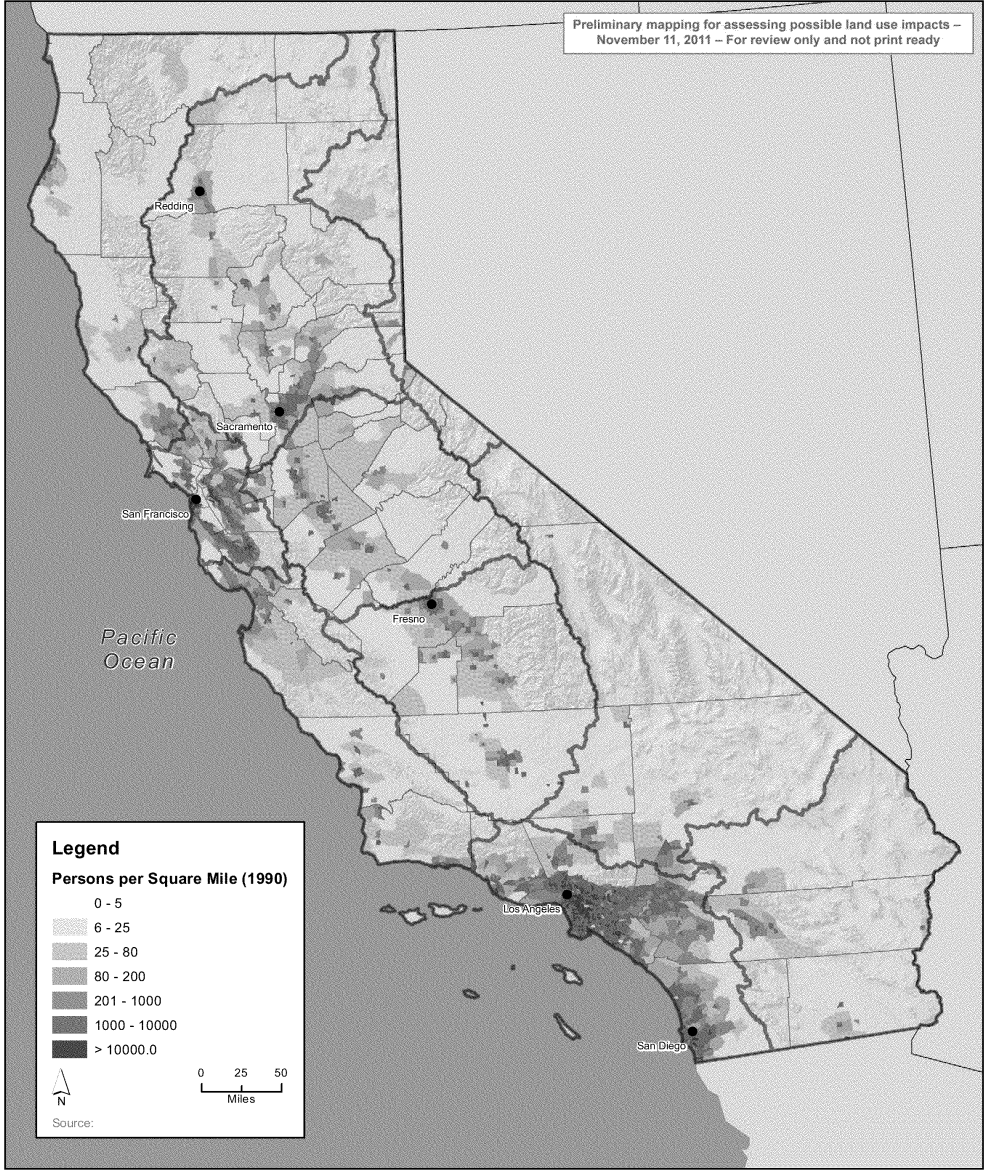 Preliminary mapping for assessing possible land use impacts –
November 11, 2011 – For review only and not print ready
Redding
Sacramento
San Francisco
Fresno
Pacific
Ocean
Los Angeles
San Diego
Legend
Persons per Square Mile (1990)
0 - 5
6 - 25
25 - 80
80 - 200
201 - 1000
1000 - 10000
> 10000.0
N
0 25 50
Miles
Source: